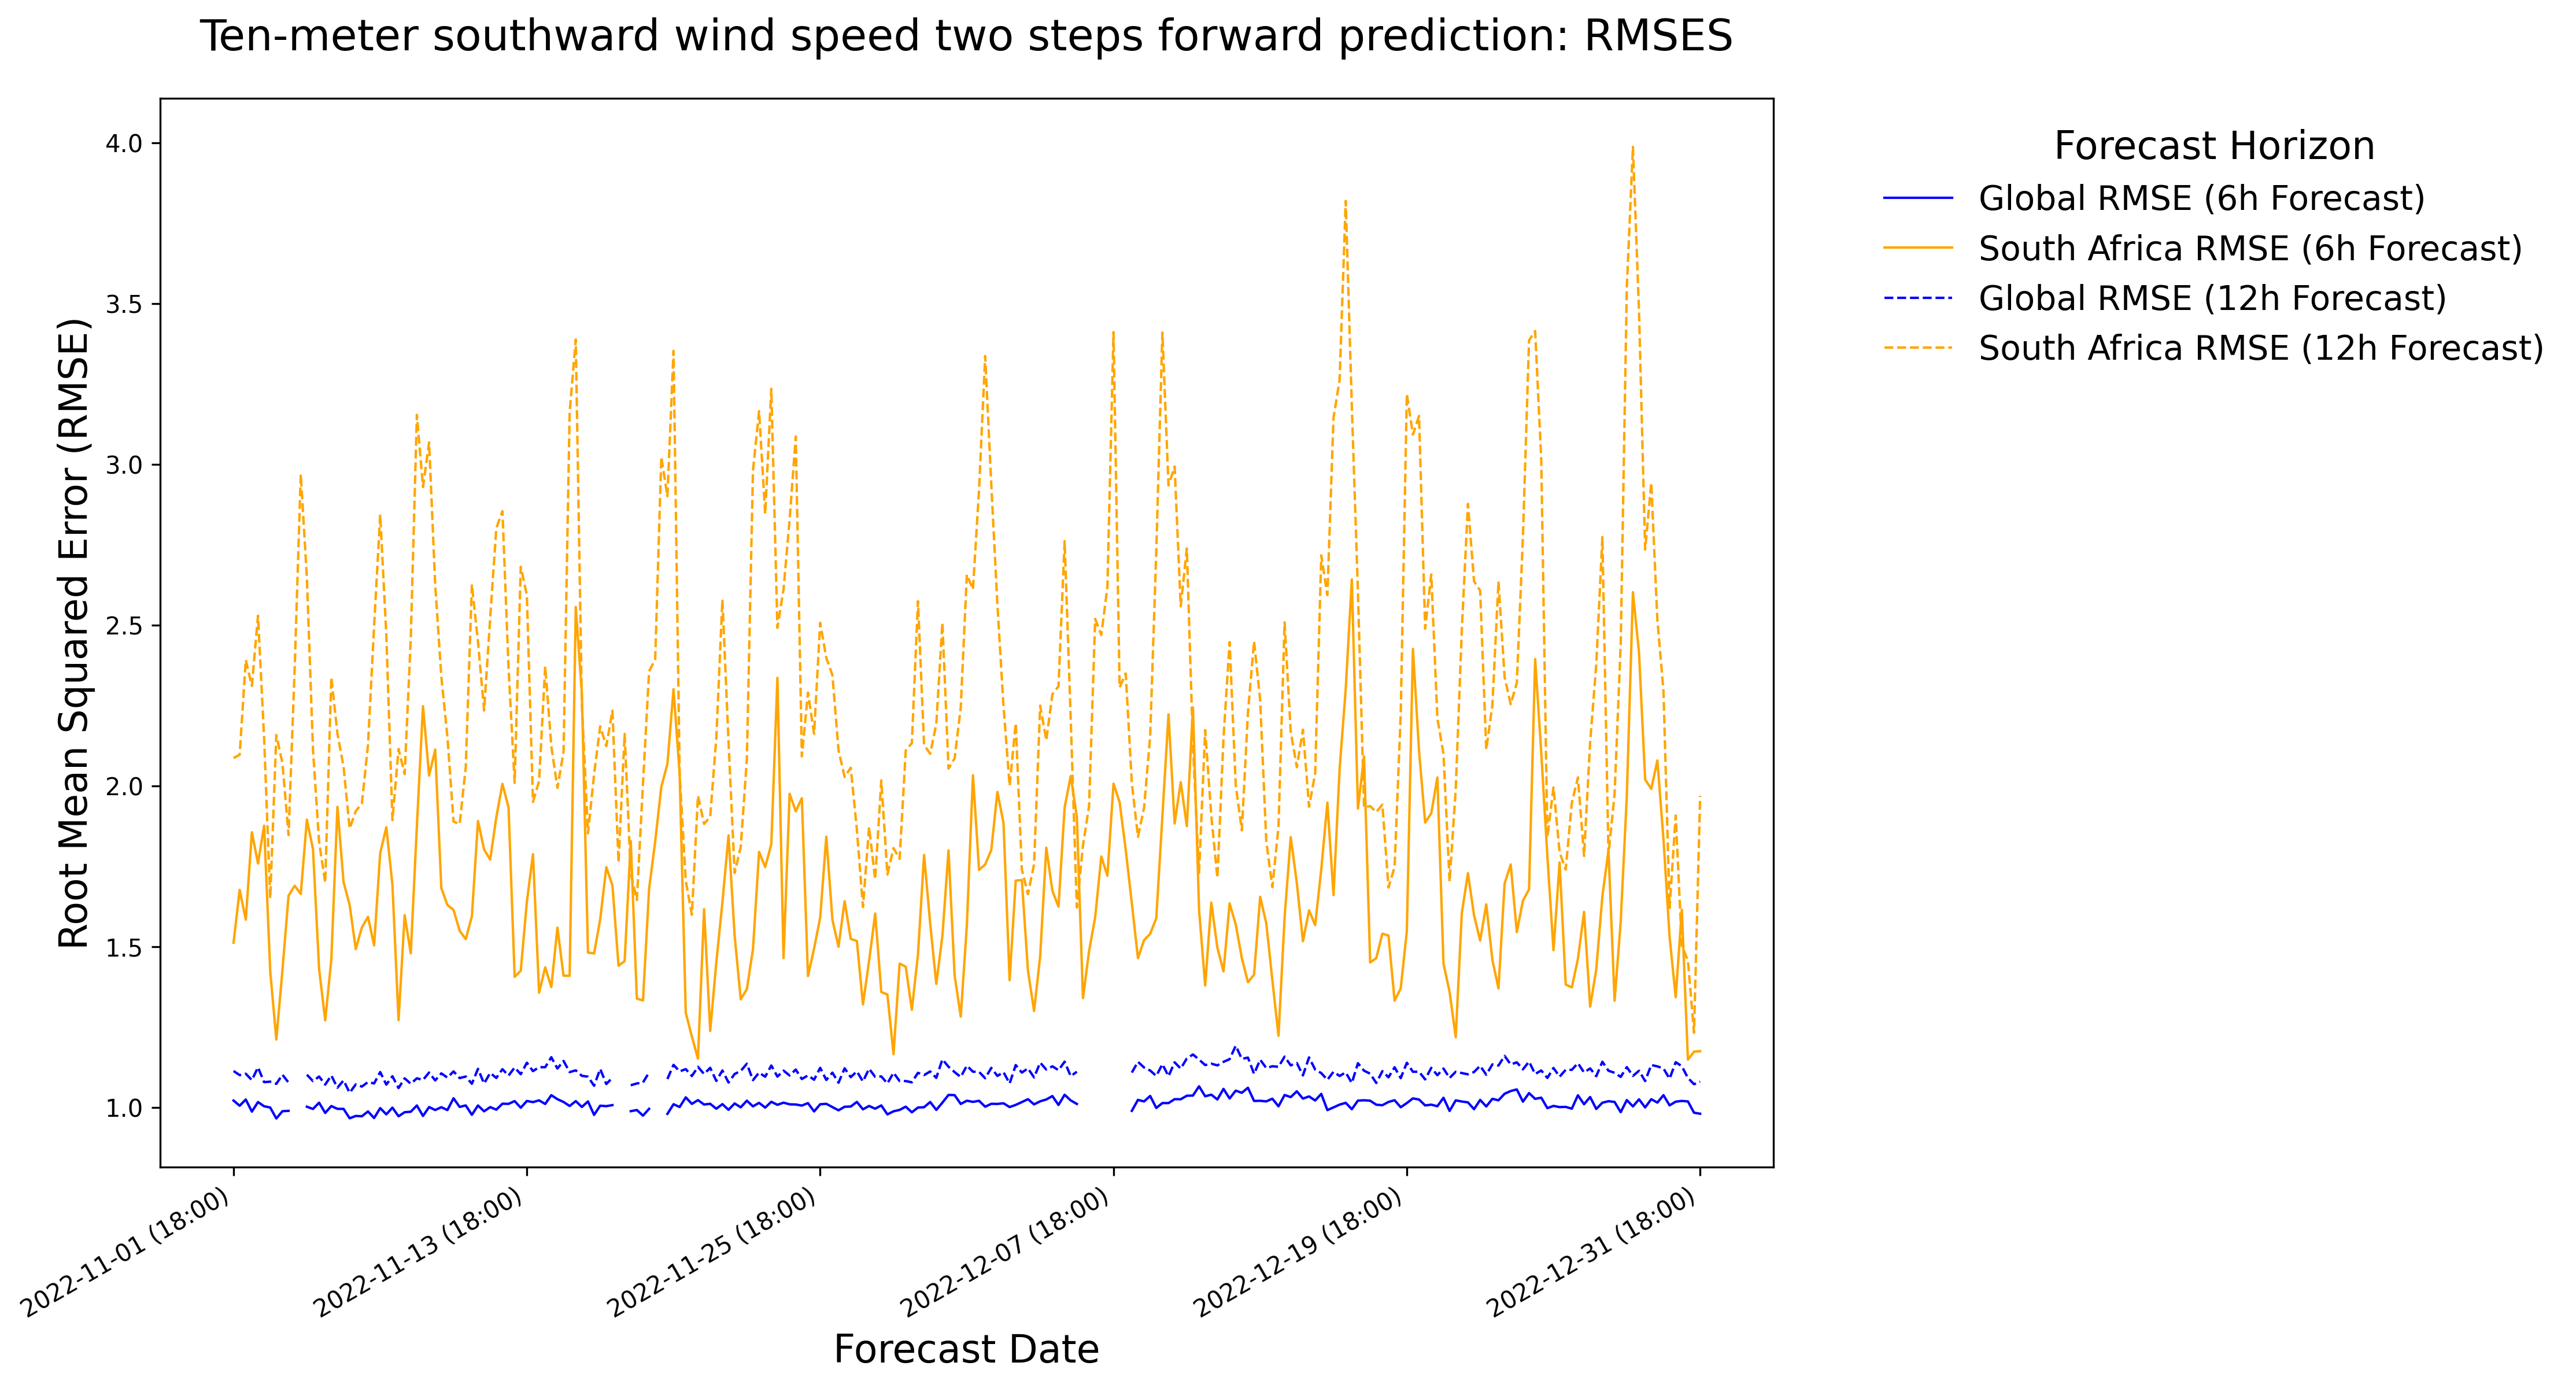 Ten-meter southward wind speed two steps forward prediction: RMSES
Root Mean Squared Error (RMSE)
4.0
3.5
3.0
2.5
2.0
1.5
1.0
2022-11-01 (18:00)
2022-11-13 (18:00)
2022-11-25 (18:00)
2022-12-07 (18:00)
2022-12-19 (18:00)
2022-12-31 (18:00)
Forecast Date
Forecast Horizon
Global RMSE (6h Forecast)
South Africa RMSE (6h Forecast)
Global RMSE (12h Forecast)
South Africa RMSE (12h Forecast)